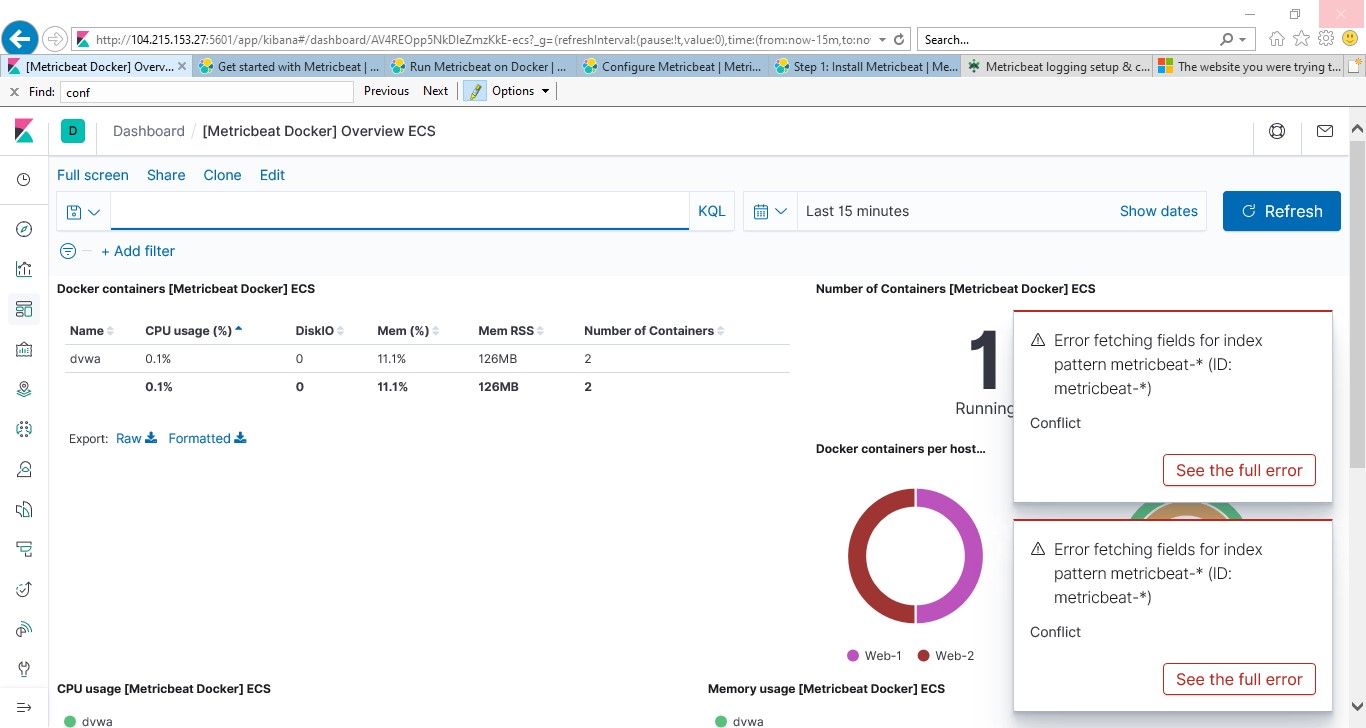 http://104.215.153.27:5601/app/kibana#/dashboard/AV4REOpp5NkDIeZmzKkE-ecs?_g=(refreshInterval:(pause:!t,value:0),time:(from:now-15m,to:no
Search...
[Metricbeat Docker] Overv...
Get started with Metricbeat | ...
Run Metricbeat on Docker | ...
Configure Metricbeat | Metri...
Step 1: Install Metricbeat | Me...
Metricbeat logging setup & c...
The website you were trying t...
Find: conf
Previous
Next
Options
D
Dashboard / [Metricbeat Docker] Overview ECS
Full screen
Share
Clone
Edit
KQL
Last 15 minutes
Show dates
Refresh
+ Add filter
Docker containers [Metricbeat Docker] ECS
Name CPU usage (%) DiskIO Mem (%) Mem RSS Number of Containers
dvwa 0.1% 0 11.1% 126MB 2
0.1% 0 11.1% 126MB 2
Export: Raw Formatted
Number of Containers [Metricbeat Docker] ECS
1
Running
Docker containers per host...
Web-1 Web-2
Error fetching fields for index
pattern metricbeat-* (ID:
metricbeat-*)
Conflict
See the full error
Error fetching fields for index
pattern metricbeat-* (ID:
metricbeat-*)
Conflict
See the full error
CPU usage [Metricbeat Docker] ECS
dvwa
Memory usage [Metricbeat Docker] ECS
dvwa